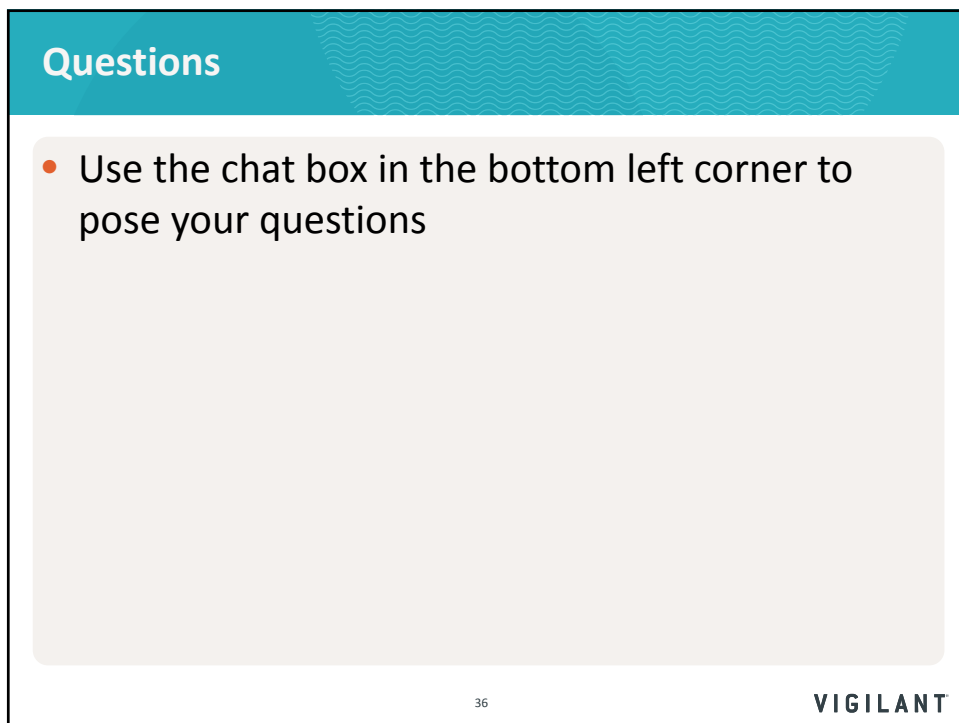 Questions
• Use the chat box in the bottom left corner to
pose your questions
36
VIGILANT